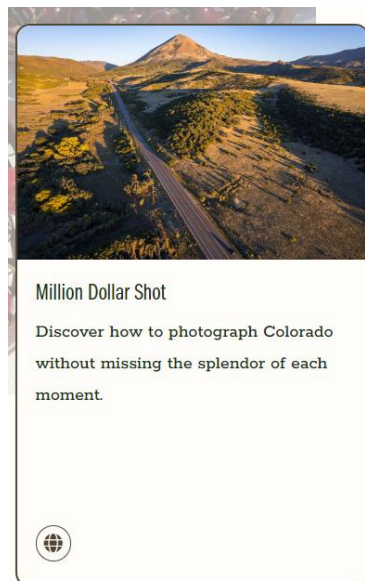 Million Dollar Shot
Discover how to photograph Colorado
without missing the splendor of each
moment.